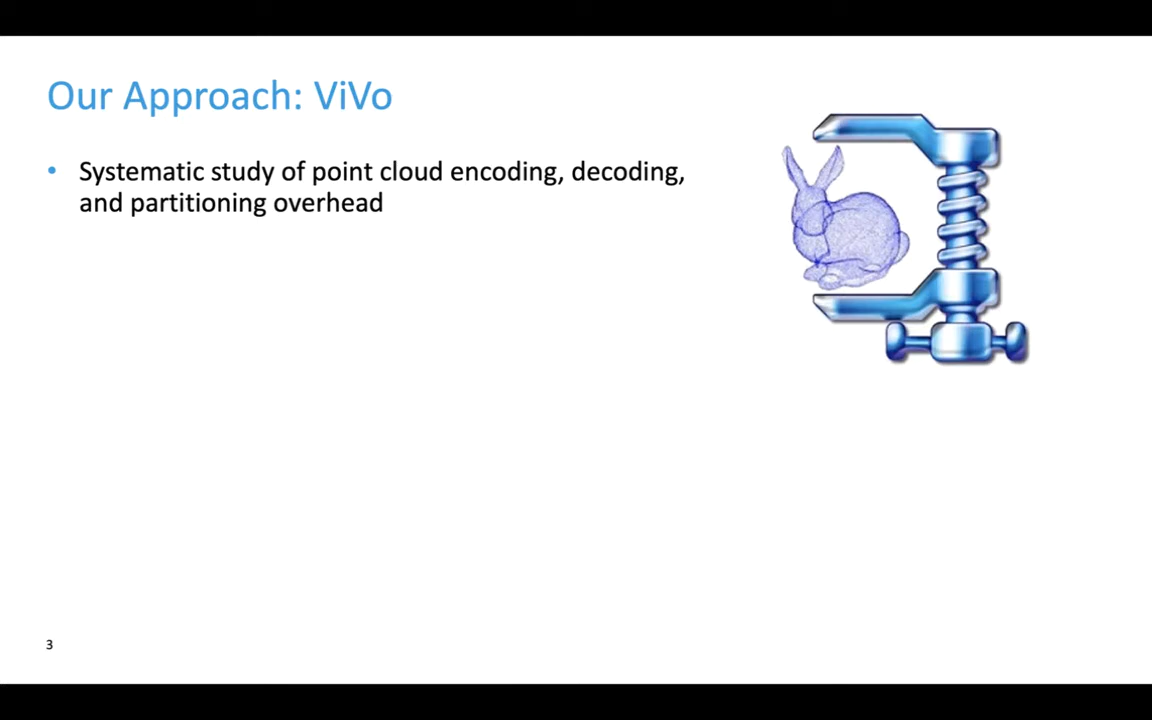 Our Approach: ViVo
• Systematic study of point cloud encoding, decoding,
and partitioning overhead
3